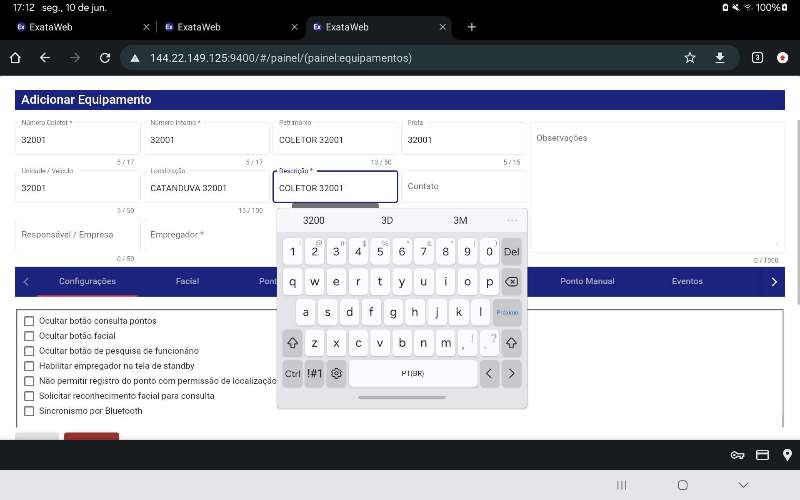 17:12 seg., 10 de jun. 100%
ExataWeb
ExataWeb
ExataWeb
144.22.149.125:9400/#/painel/(painel:equipamentos)
3
Adicionar Equipamento
Número Coletor * Número Interno * Patrimônio Frota
32001 32001 COLETOR 32001 32001 Observações
5 / 17 5 / 17 13 / 50 5 / 15
Unidade / Veículo Localização Descrição *
32001 CATANDUVA 32001 COLETOR 32001 Contato
5 / 50 15 / 100
Responsável / Empresa Empregador *
0 / 50 0 / 1000
3200 3D 3M ...
1 2 3 4 5 6 7 8 9 0 Del
q w e r t y u i o p
a s d f g h j k l Próximo
z x c v b n m , ! . ?
Ctrl !#1 PT(BR) < >
Configurações Facial Pont Ponto Manual Eventos
Ocultar botão consulta pontos
Ocultar botão facial
Ocultar botão de pesquisa de funcionário
Habilitar empregador na tela de standby
Não permitir registro do ponto com permissão de localização
Solicitar reconhecimento facial para consulta
Sincronismo por Bluetooth